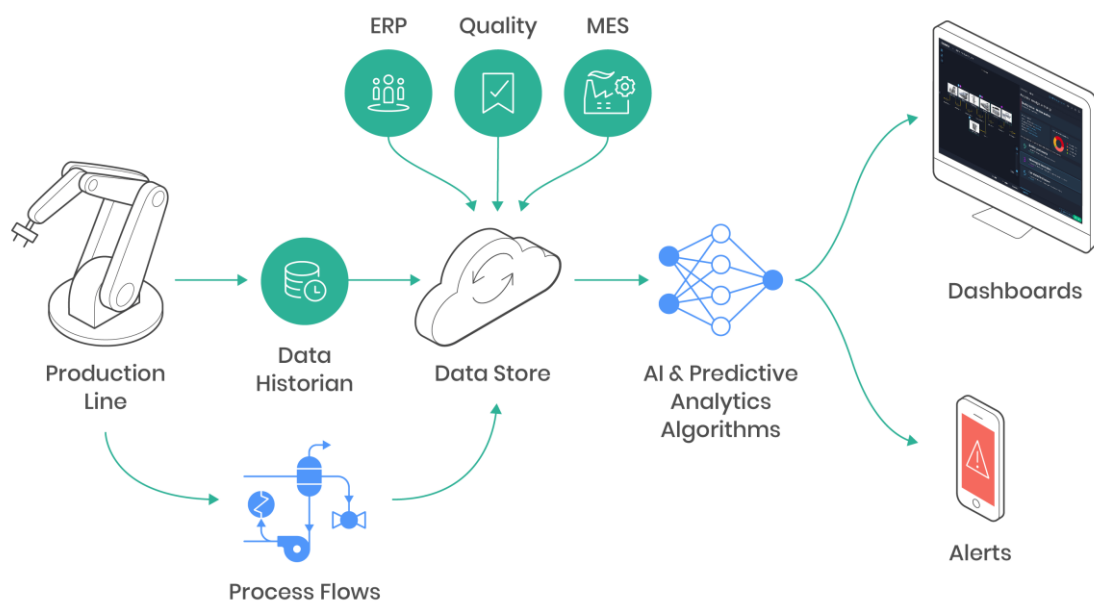 ERP
Quality
MES
Production
Line
Data
Historian
Data Store
AI & Predictive
Analytics
Algorithms
Dashboards
Process Flows
Alerts